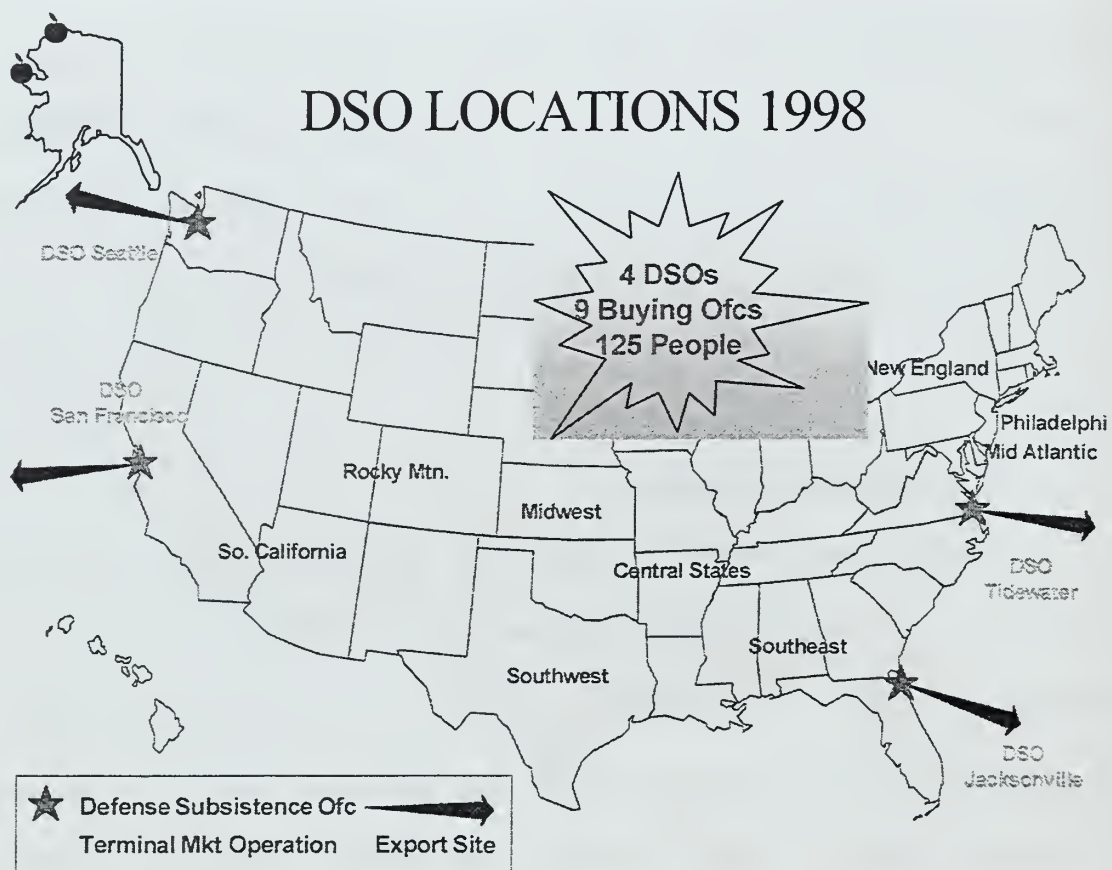 DSO LOCATIONS 1998
DSO Seattle
4 DSOs
9 Buying Ofcs
125 People
New England
DSO
San Francisco
Philadelphi
Mid Atlantic
Rocky Mtn.
Midwest
So. California
Central States
DSO
Tidewater
Southeast
Southwest
DSO
Jacksonville
Defense Subsistence Ofc
Terminal Mkt Operation Export Site